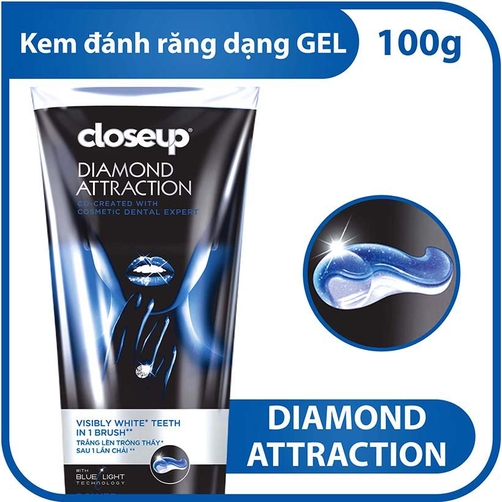 Kem đánh răng dạng GEL 100g
closeup®
DIAMOND
ATTRACTION
CO-CREATED WITH
COSMETIC DENTAL EXPERT
VISIBLY WHITE* TEETH
IN 1 BRUSH**
TRẮNG LÊN TRÔNG THẤY*
SAU 1 LẦN CHẢI**
WITH
BLUE LIGHT
TECHNOLOGY
DIAMOND
ATTRACTION